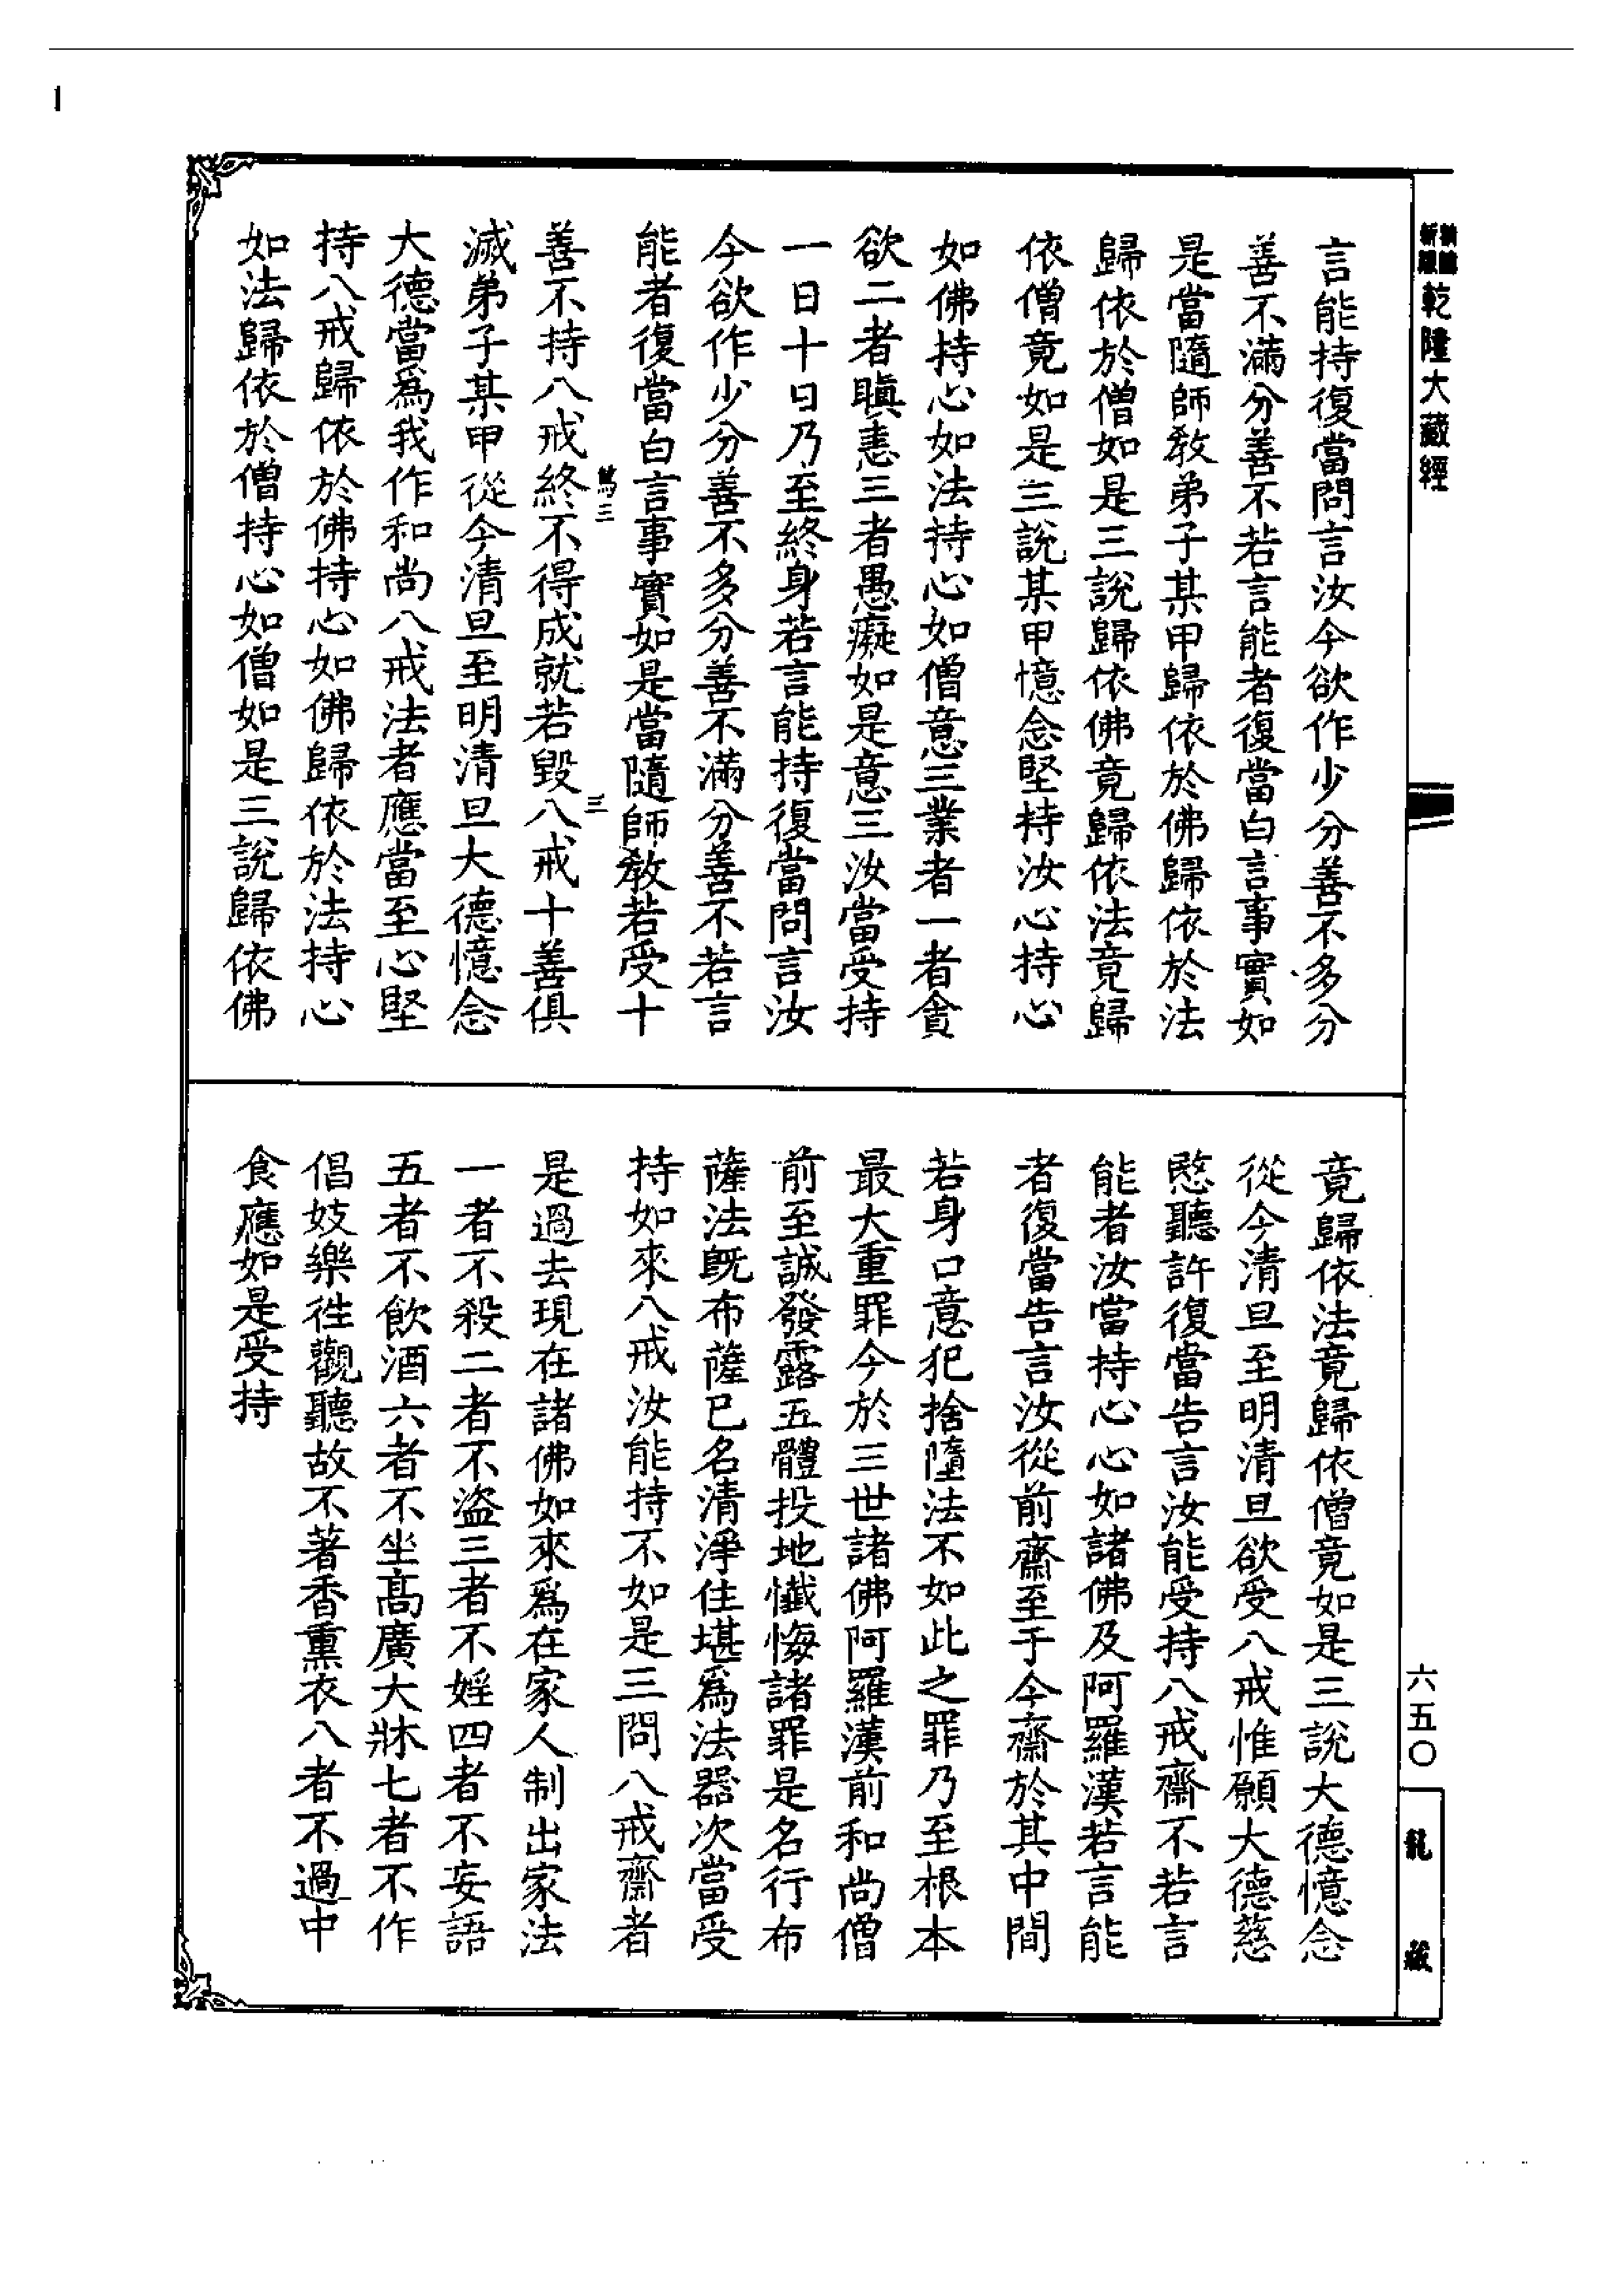 乾隆大藏經
言能持復當問言汝今欲作少分善不多分
善不滿分善不若言能者復當白言事實如
是當隨師教弟子某甲歸依於佛歸依於法
歸依於僧如是三說歸依佛竟歸依法竟歸
依僧竟如是三說某甲憶念堅持汝心持心
如佛持心如法持心如僧意三業者一者貪
欲二者瞋恚三者愚癡如是意三汝當受持
一日十日乃至終身若言能持復當問言汝
今欲作少分善不多分善不滿分善不若言
能者復當白言事實如是當隨師教若受十
三
三
善不持八戒終不得成就若毀八戒十善俱
滅弟子某甲從今清旦至明清旦大德憶念
大德當為我作和尚八戒法者應當至心堅
持八戒歸依於佛持心如佛歸依於法持心
如法歸依於僧持心如僧如是三說歸依佛
竟歸依法竟歸依僧竟如是三說大德憶念
從今清旦至明清旦欲受八戒惟願大德慈
愍聽許復當告言汝能受持八戒齋不若言
能者汝當持心心如諸佛及阿羅漢若言能
者復當告言汝從前齋至于今齋於其中間
若身口意犯捨墮法不如此之罪乃至根本
最大重罪今於三世諸佛阿羅漢前和尚僧
前至誠發露五體投地懺悔諸罪是名行布
薩法旣布薩已名清淨住堪爲法器次當受
持如來八戒汝能持不如是三問八戒齋者
是過去現在諸佛如來爲在家人制出家法
一者不殺二者不盜三者不婬四者不妄語
五者不飲酒六者不坐高廣大牀七者不作
倡妓樂徃觀聽故不著香熏衣八者不過中
食應如是受持
六五〇
龍藏